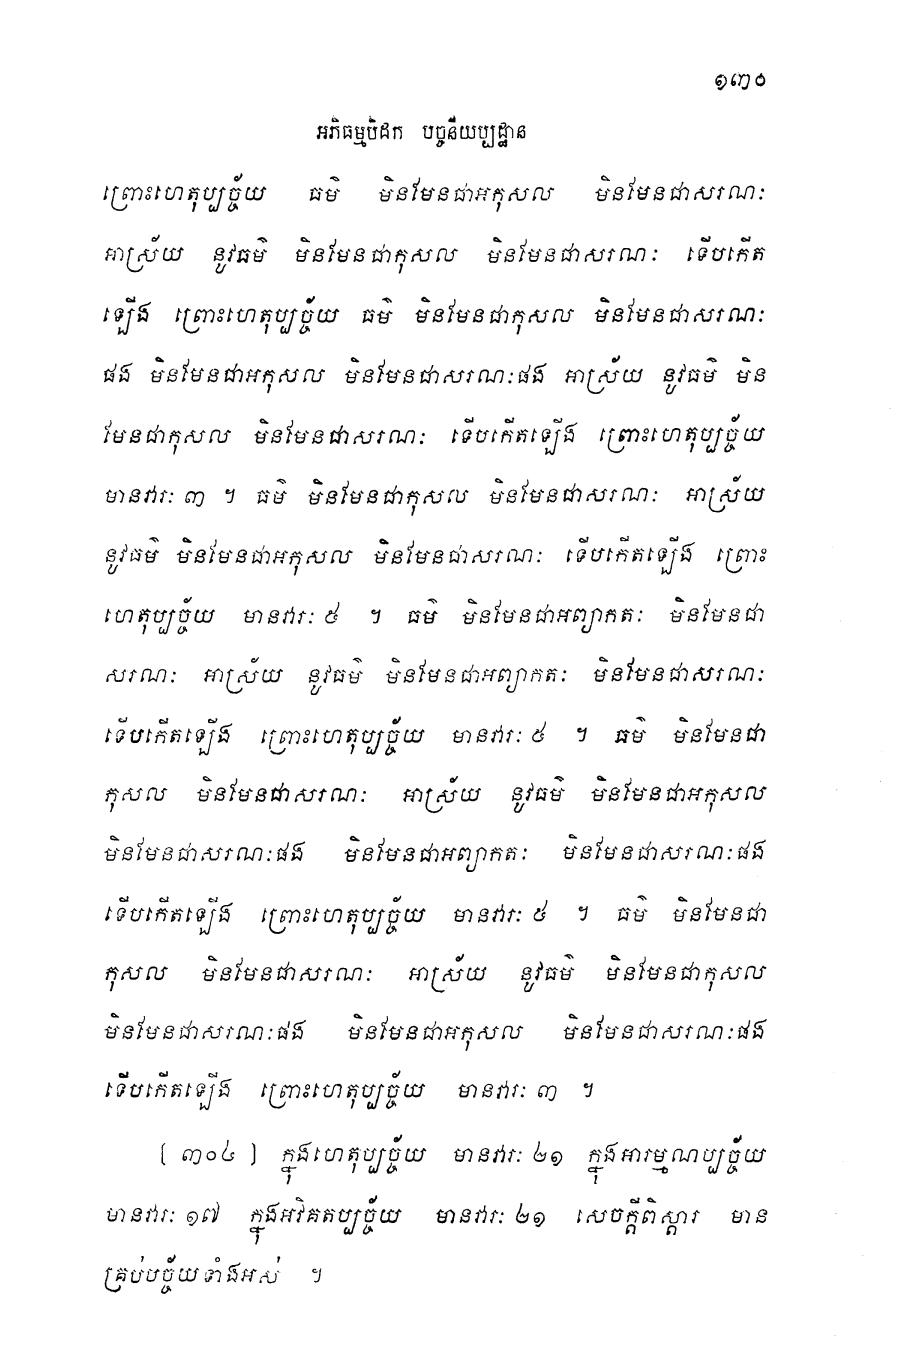 ១៣០
អភិធម្មបិដក បច្ចនីយប្បដ្ឋាន
ព្រោះហេតុប្បច្ច័យ ធម៌ មិនមែនជាអកុសល មិនមែនជាសរណៈ
អាស្រ័យ នូវធម៌ មិនមែនជាកុសល មិនមែនជាសរណៈ ទើបកើត
ឡើង ព្រោះហេតុប្បច្ច័យ ធម៌ មិនមែនជាកុសល មិនមែនជាសរណៈ
ផង មិនមែនជាអកុសល មិនមែនជាសរណៈផង អាស្រ័យ នូវធម៌ មិន
មែនជាកុសល មិនមែនជាសរណៈ ទើបកើតឡើង ព្រោះហេតុប្បច្ច័យ
មានវារៈ ៣ ។ ធម៌ មិនមែនជាកុសល មិនមែនជាសរណៈ អាស្រ័យ
នូវធម៌ មិនមែនជាអកុសល មិនមែនជាសរណៈ ទើបកើតឡើង ព្រោះ
ហេតុប្បច្ច័យ មានវារៈ ៥ ។ ធម៌ មិនមែនជាអព្យាកតៈ មិនមែនជា
សរណៈ អាស្រ័យ នូវធម៌ មិនមែនជាអព្យាកតៈ មិនមែនជាសរណៈ
ទើបកើតឡើង ព្រោះហេតុប្បច្ច័យ មានវារៈ ៥ ។ ធម៌ មិនមែនជា
កុសល មិនមែនជាសរណៈ អាស្រ័យ នូវធម៌ មិនមែនជាអកុសល
មិនមែនជាសរណៈផង មិនមែនជាអព្យាកតៈ មិនមែនជាសរណៈផង
ទើបកើតឡើង ព្រោះហេតុប្បច្ច័យ មានវារៈ ៥ ។ ធម៌ មិនមែនជា
កុសល មិនមែនជាសរណៈ អាស្រ័យ នូវធម៌ មិនមែនជាកុសល
មិនមែនជាសរណៈផង មិនមែនជាអកុសល មិនមែនជាសរណៈផង
ទើបកើតឡើង ព្រោះហេតុប្បច្ច័យ មានវារៈ ៣ ។
[ ៣០៤ ] ក្នុងហេតុប្បច្ច័យ មានវារៈ ២១ ក្នុងអារម្មណប្បច្ច័យ
មានវារៈ ១៧ ក្នុងអវិគតប្បច្ច័យ មានវារៈ ២១ សេចក្តីពិស្តារ មាន
គ្រប់បច្ច័យទាំងអស់ ។